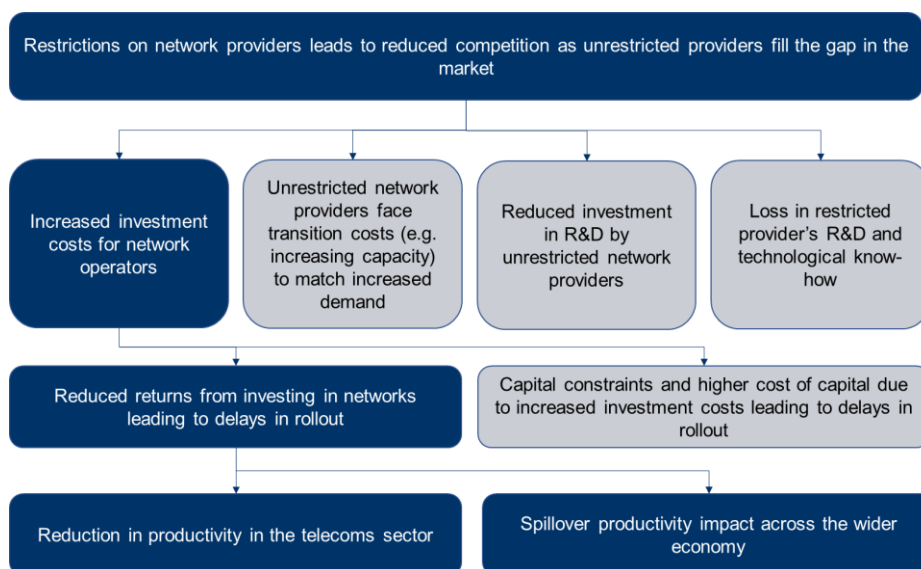 Restrictions on network providers leads to reduced competition as unrestricted providers fill the gap in the
market
Increased investment
costs for network
operators
Unrestricted network
providers face
transition costs (e.g.
increasing capacity)
to match increased
demand
Reduced investment
in R&D by
unrestricted network
providers
Loss in restricted
provider's R&D and
technological know-
how
Reduced returns from investing in networks
leading to delays in rollout
Capital constraints and higher cost of capital due
to increased investment costs leading to delays in
rollout
Reduction in productivity in the telecoms sector
Spillover productivity impact across the wider
economy